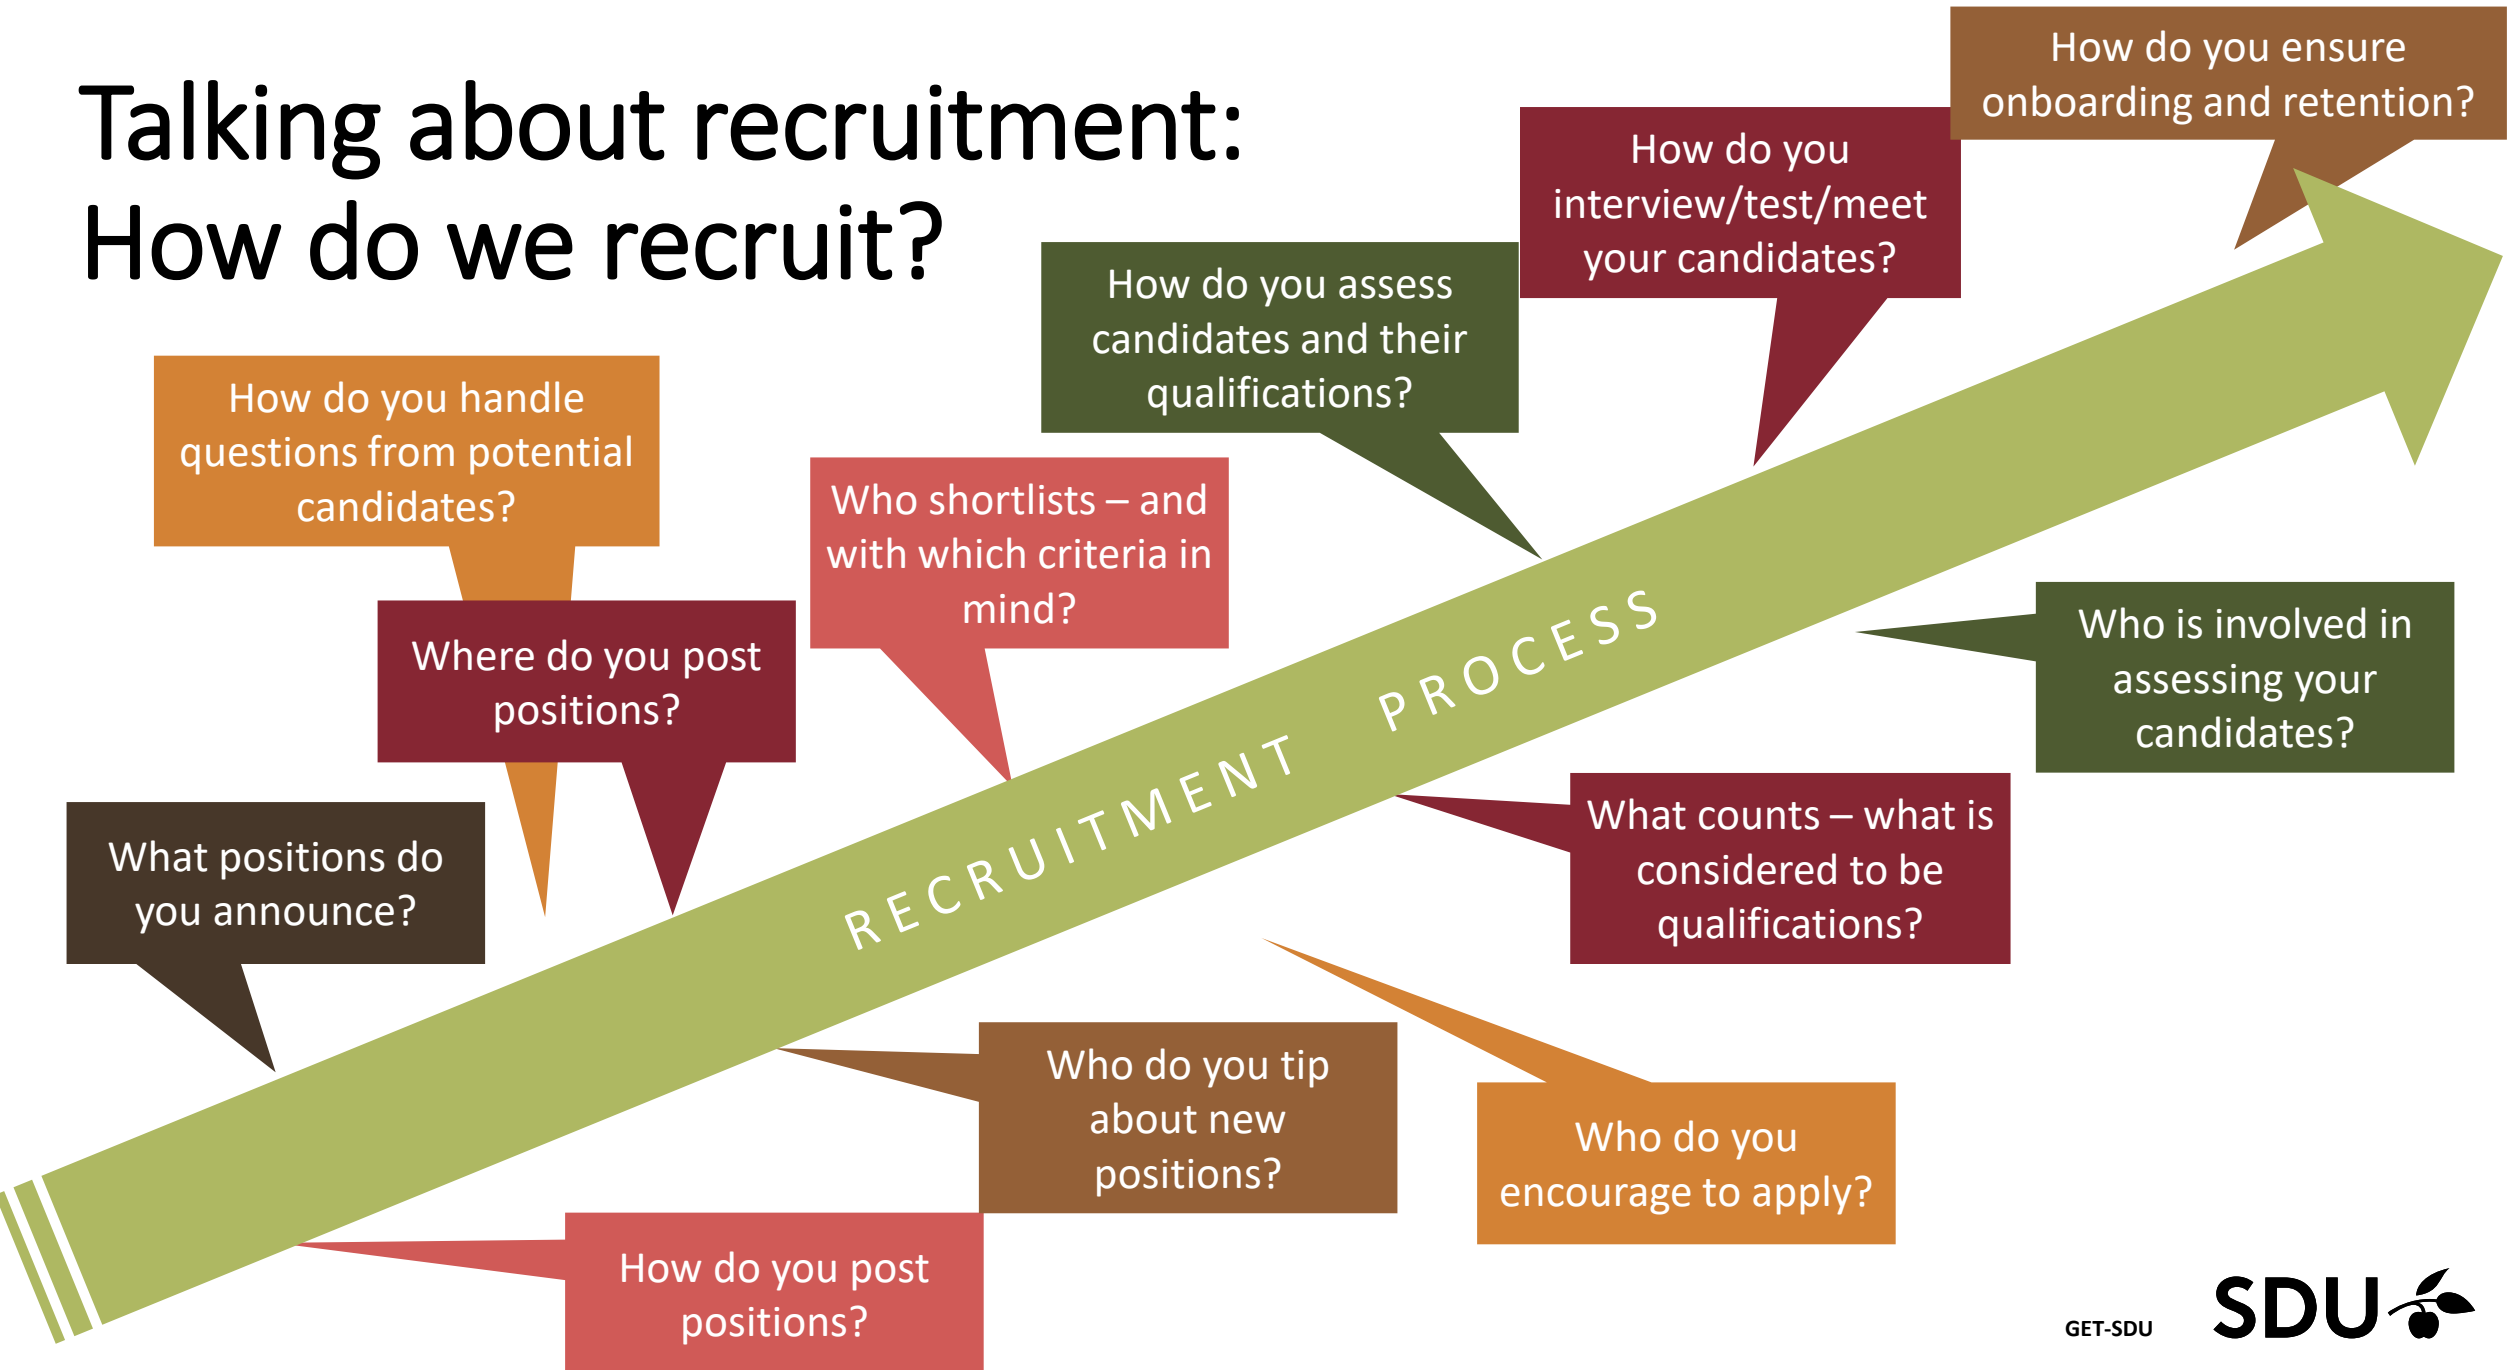 Talking about recruitment:
How do we recruit?
How do you ensure
onboarding and retention?
How do you
interview/test/meet
your candidates?
How do you assess
candidates and their
qualifications?
How do you handle
questions from potential
candidates?
Who shortlists – and
with which criteria in
mind?
Where do you post
positions?
What positions do
you announce?
RECRUITMENT PROCESS
Who is involved in
assessing your
candidates?
What counts – what is
considered to be
qualifications?
Who do you tip
about new
positions?
Who do you
encourage to apply?
How do you post
positions?
GET-SDU
SDU